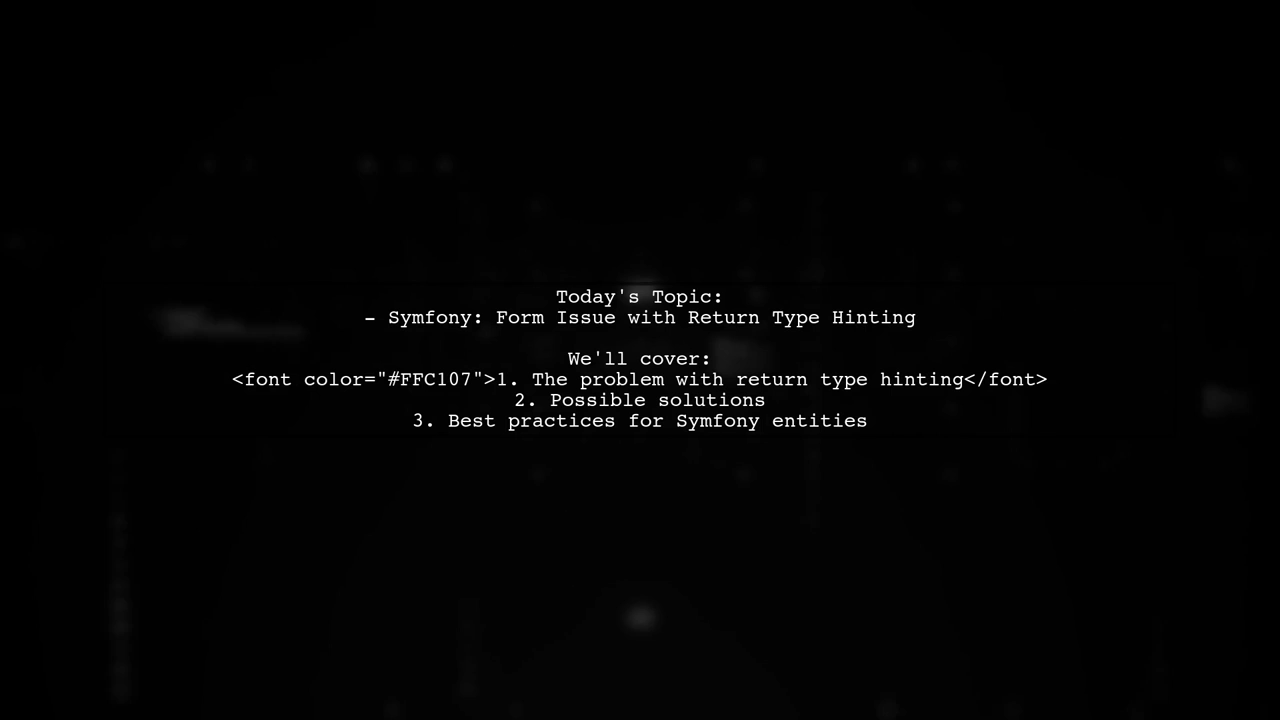 Today's Topic:
- Symfony: Form Issue with Return Type Hinting
We'll cover:
<font color="#FFC107">1. The problem with return type hinting</font>
2. Possible solutions
3. Best practices for Symfony entities